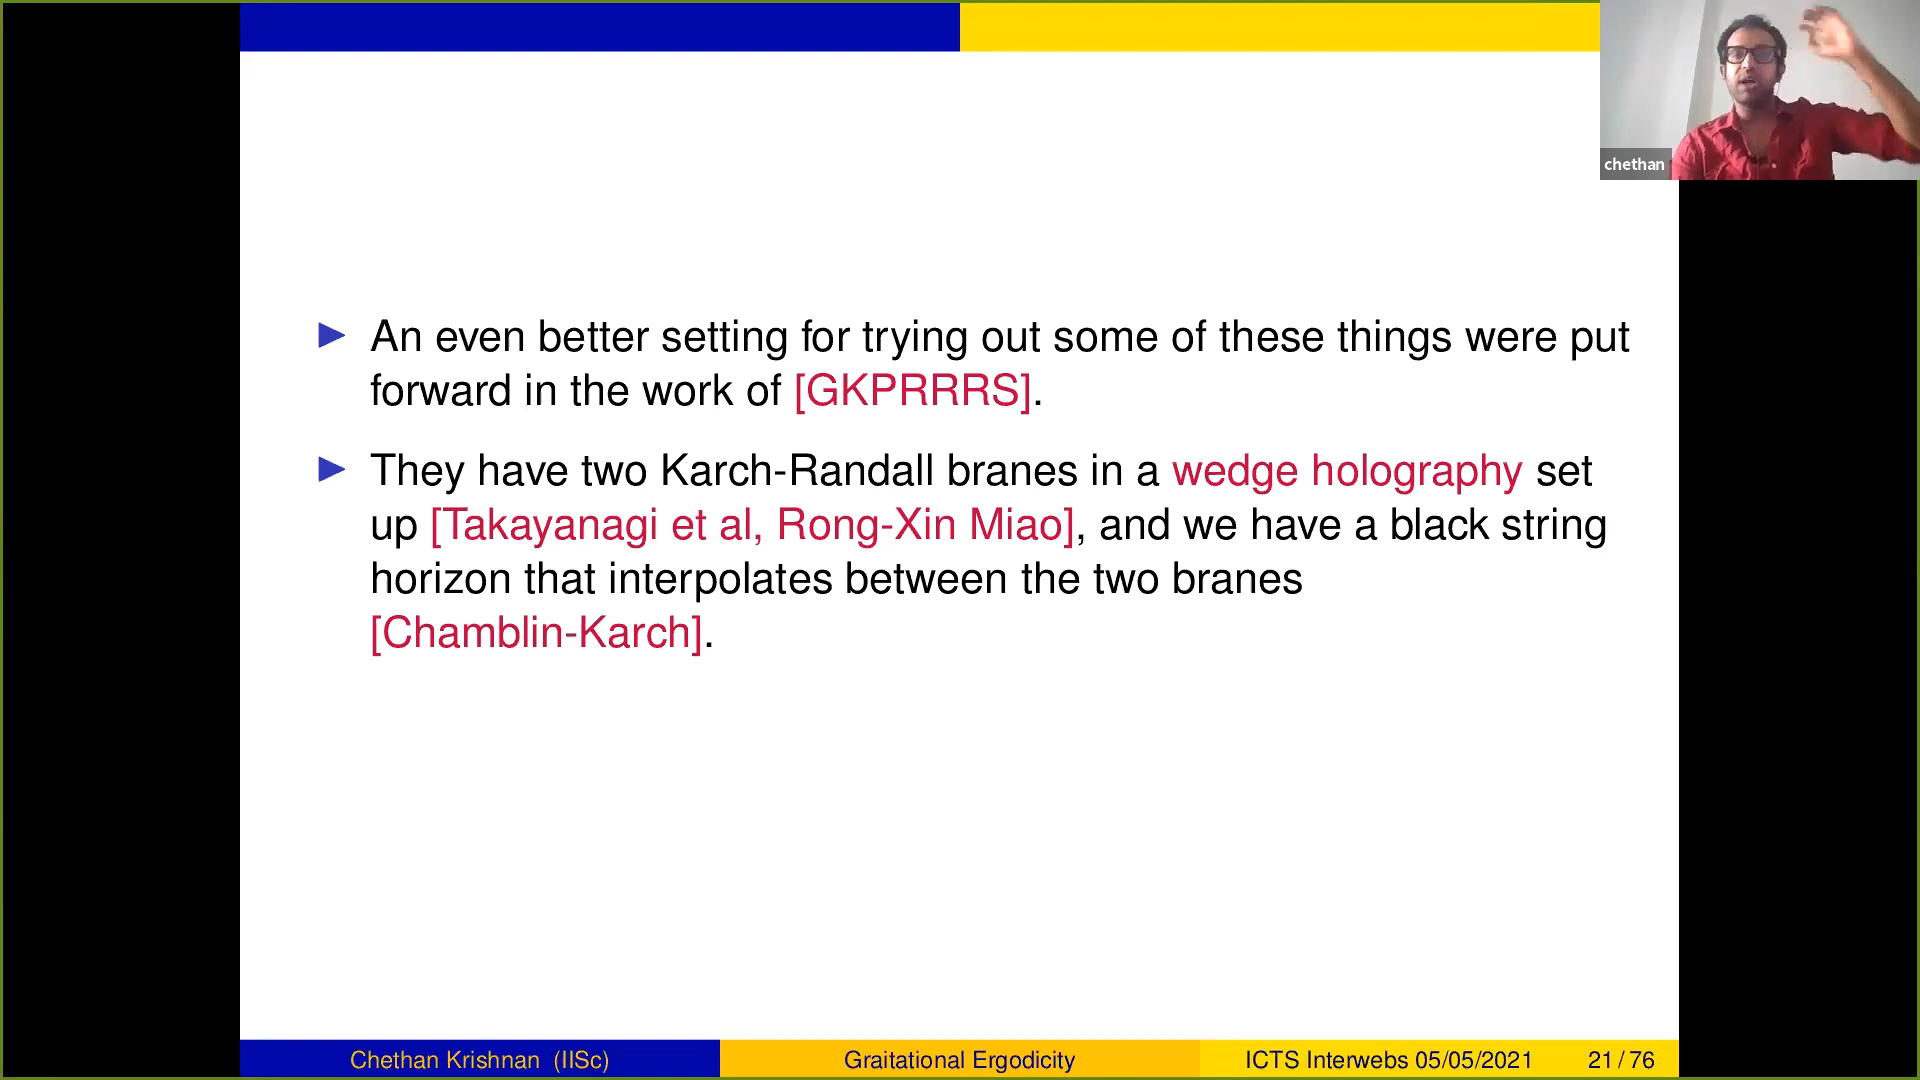 chethan
An even better setting for trying out some of these things were put
forward in the work of [GKPRRRS].
They have two Karch-Randall branes in a wedge holography set
up [Takayanagi et al, Rong-Xin Miao], and we have a black string
horizon that interpolates between the two branes
[Chamblin-Karch].
Chethan Krishnan (IISc) Graitational Ergodicity ICTS Interwebs 05/05/2021 21 / 76